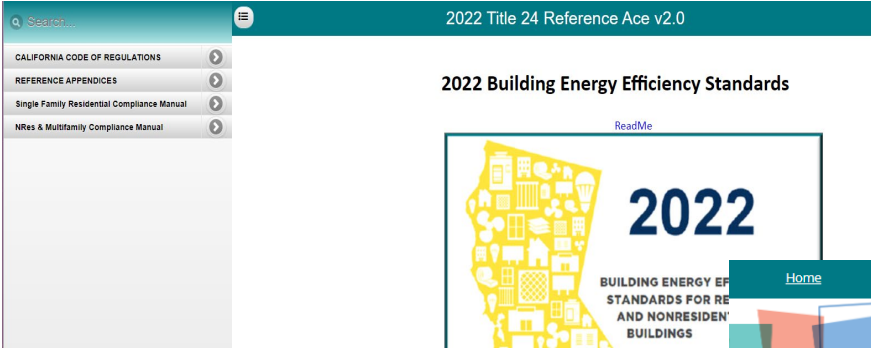 Search...
CALIFORNIA CODE OF REGULATIONS
REFERENCE APPENDICES
Single Family Residential Compliance Manual
NRes & Multifamily Compliance Manual
2022 Title 24 Reference Ace v2.0
2022 Building Energy Efficiency Standards
ReadMe
2022
BUILDING ENERGY EF
STANDARDS FOR RE
AND NONRESIDEN
BUILDINGS
Home